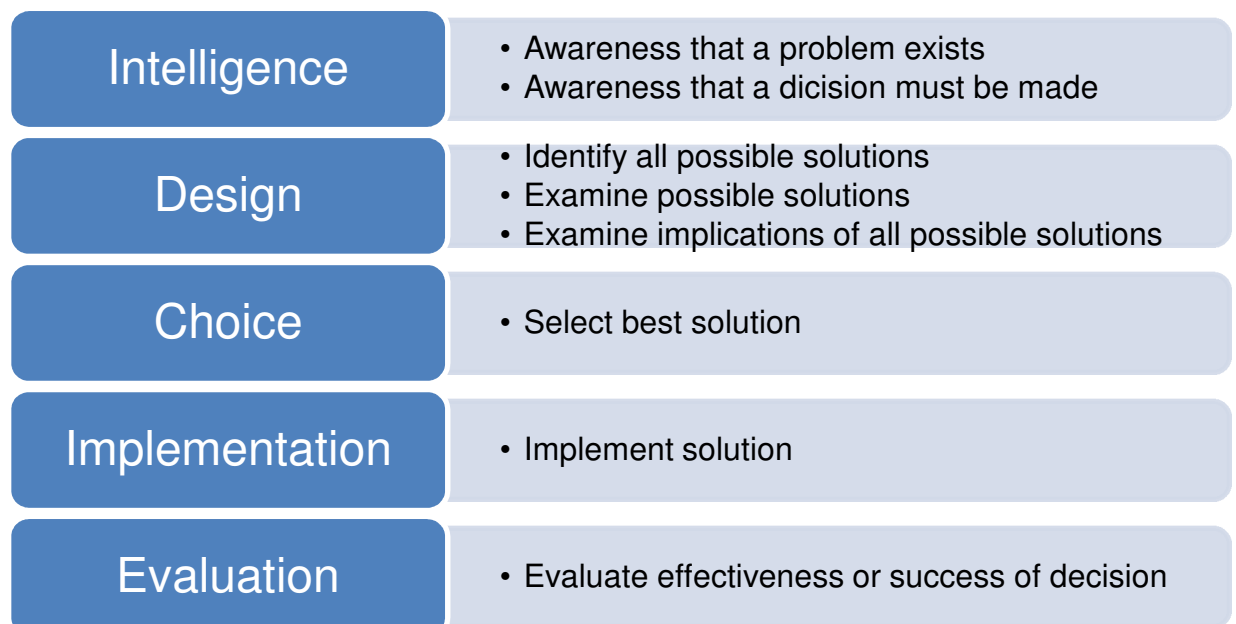 Intelligence
• Awareness that a problem exists
• Awareness that a dicision must be made
Design
• Identify all possible solutions
• Examine possible solutions
• Examine implications of all possible solutions
Choice
• Select best solution
Implementation
• Implement solution
Evaluation
• Evaluate effectiveness or success of decision